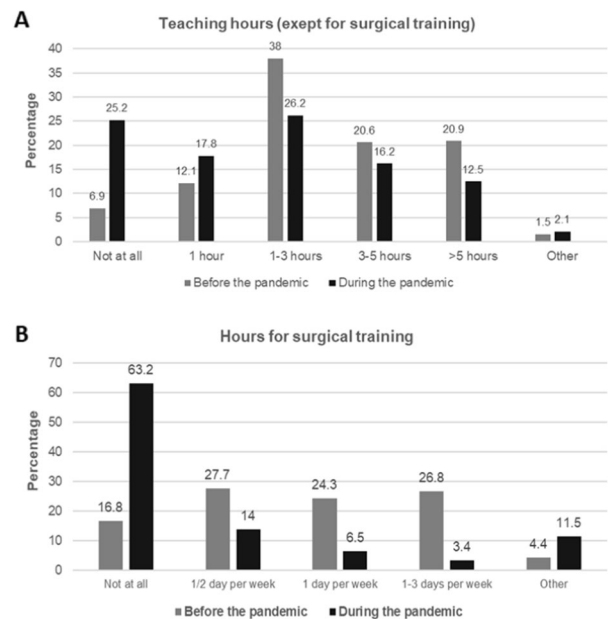 A
Teaching hours (exept for surgical training)
Percentage
40
35
30
25
20
15
10
5
0
6.9
25.2
12.1
17.8
38
26.2
20.6
16.2
20.9
12.5
1.5
2.1
Not at all
1 hour
1-3 hours
3-5 hours
>5 hours
Other
Before the pandemic
During the pandemic
B
Hours for surgical training
Percentage
70
60
50
40
30
20
10
0
16.8
63.2
27.7
14
24.3
6.5
26.8
3.4
4.4
11.5
Not at all
1/2 day per week
1 day per week
1-3 days per week
Other
Before the pandemic
During the pandemic